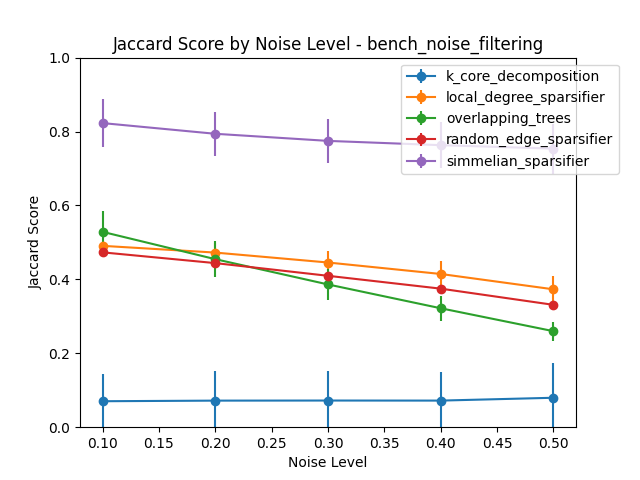 Jaccard Score by Noise Level - bench_noise_filtering
k_core_decomposition
local_degree_sparsifier
overlapping_trees
random_edge_sparsifier
simmelian_sparsifier
Jaccard Score
1.0
0.8
0.6
0.4
0.2
0.0
0.10 0.15 0.20 0.25 0.30 0.35 0.40 0.45 0.50
Noise Level